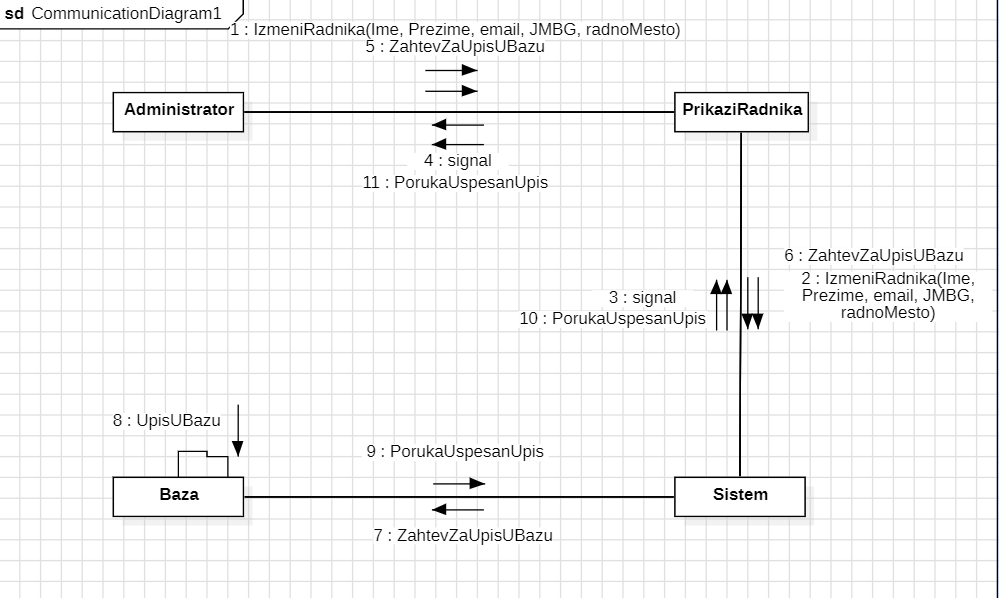 sd CommunicationDiagram1
1 : IzmeniRadnika(Ime, Prezime, email, JMBG, radnoMesto)
5 : ZahtevZaUpisUBazu
Administrator
PrikaziRadnika
4 : signal
11 : PorukaUspesanUpis
6 : ZahtevZaUpisUBazu
2 : IzmeniRadnika(Ime,
Prezime, email, JMBG,
radnoMesto)
3 : signal
10 : PorukaUspesanUpis
8 : UpisUBazu
9 : PorukaUspesanUpis
Baza
Sistem
7 : ZahtevZaUpisUBazu